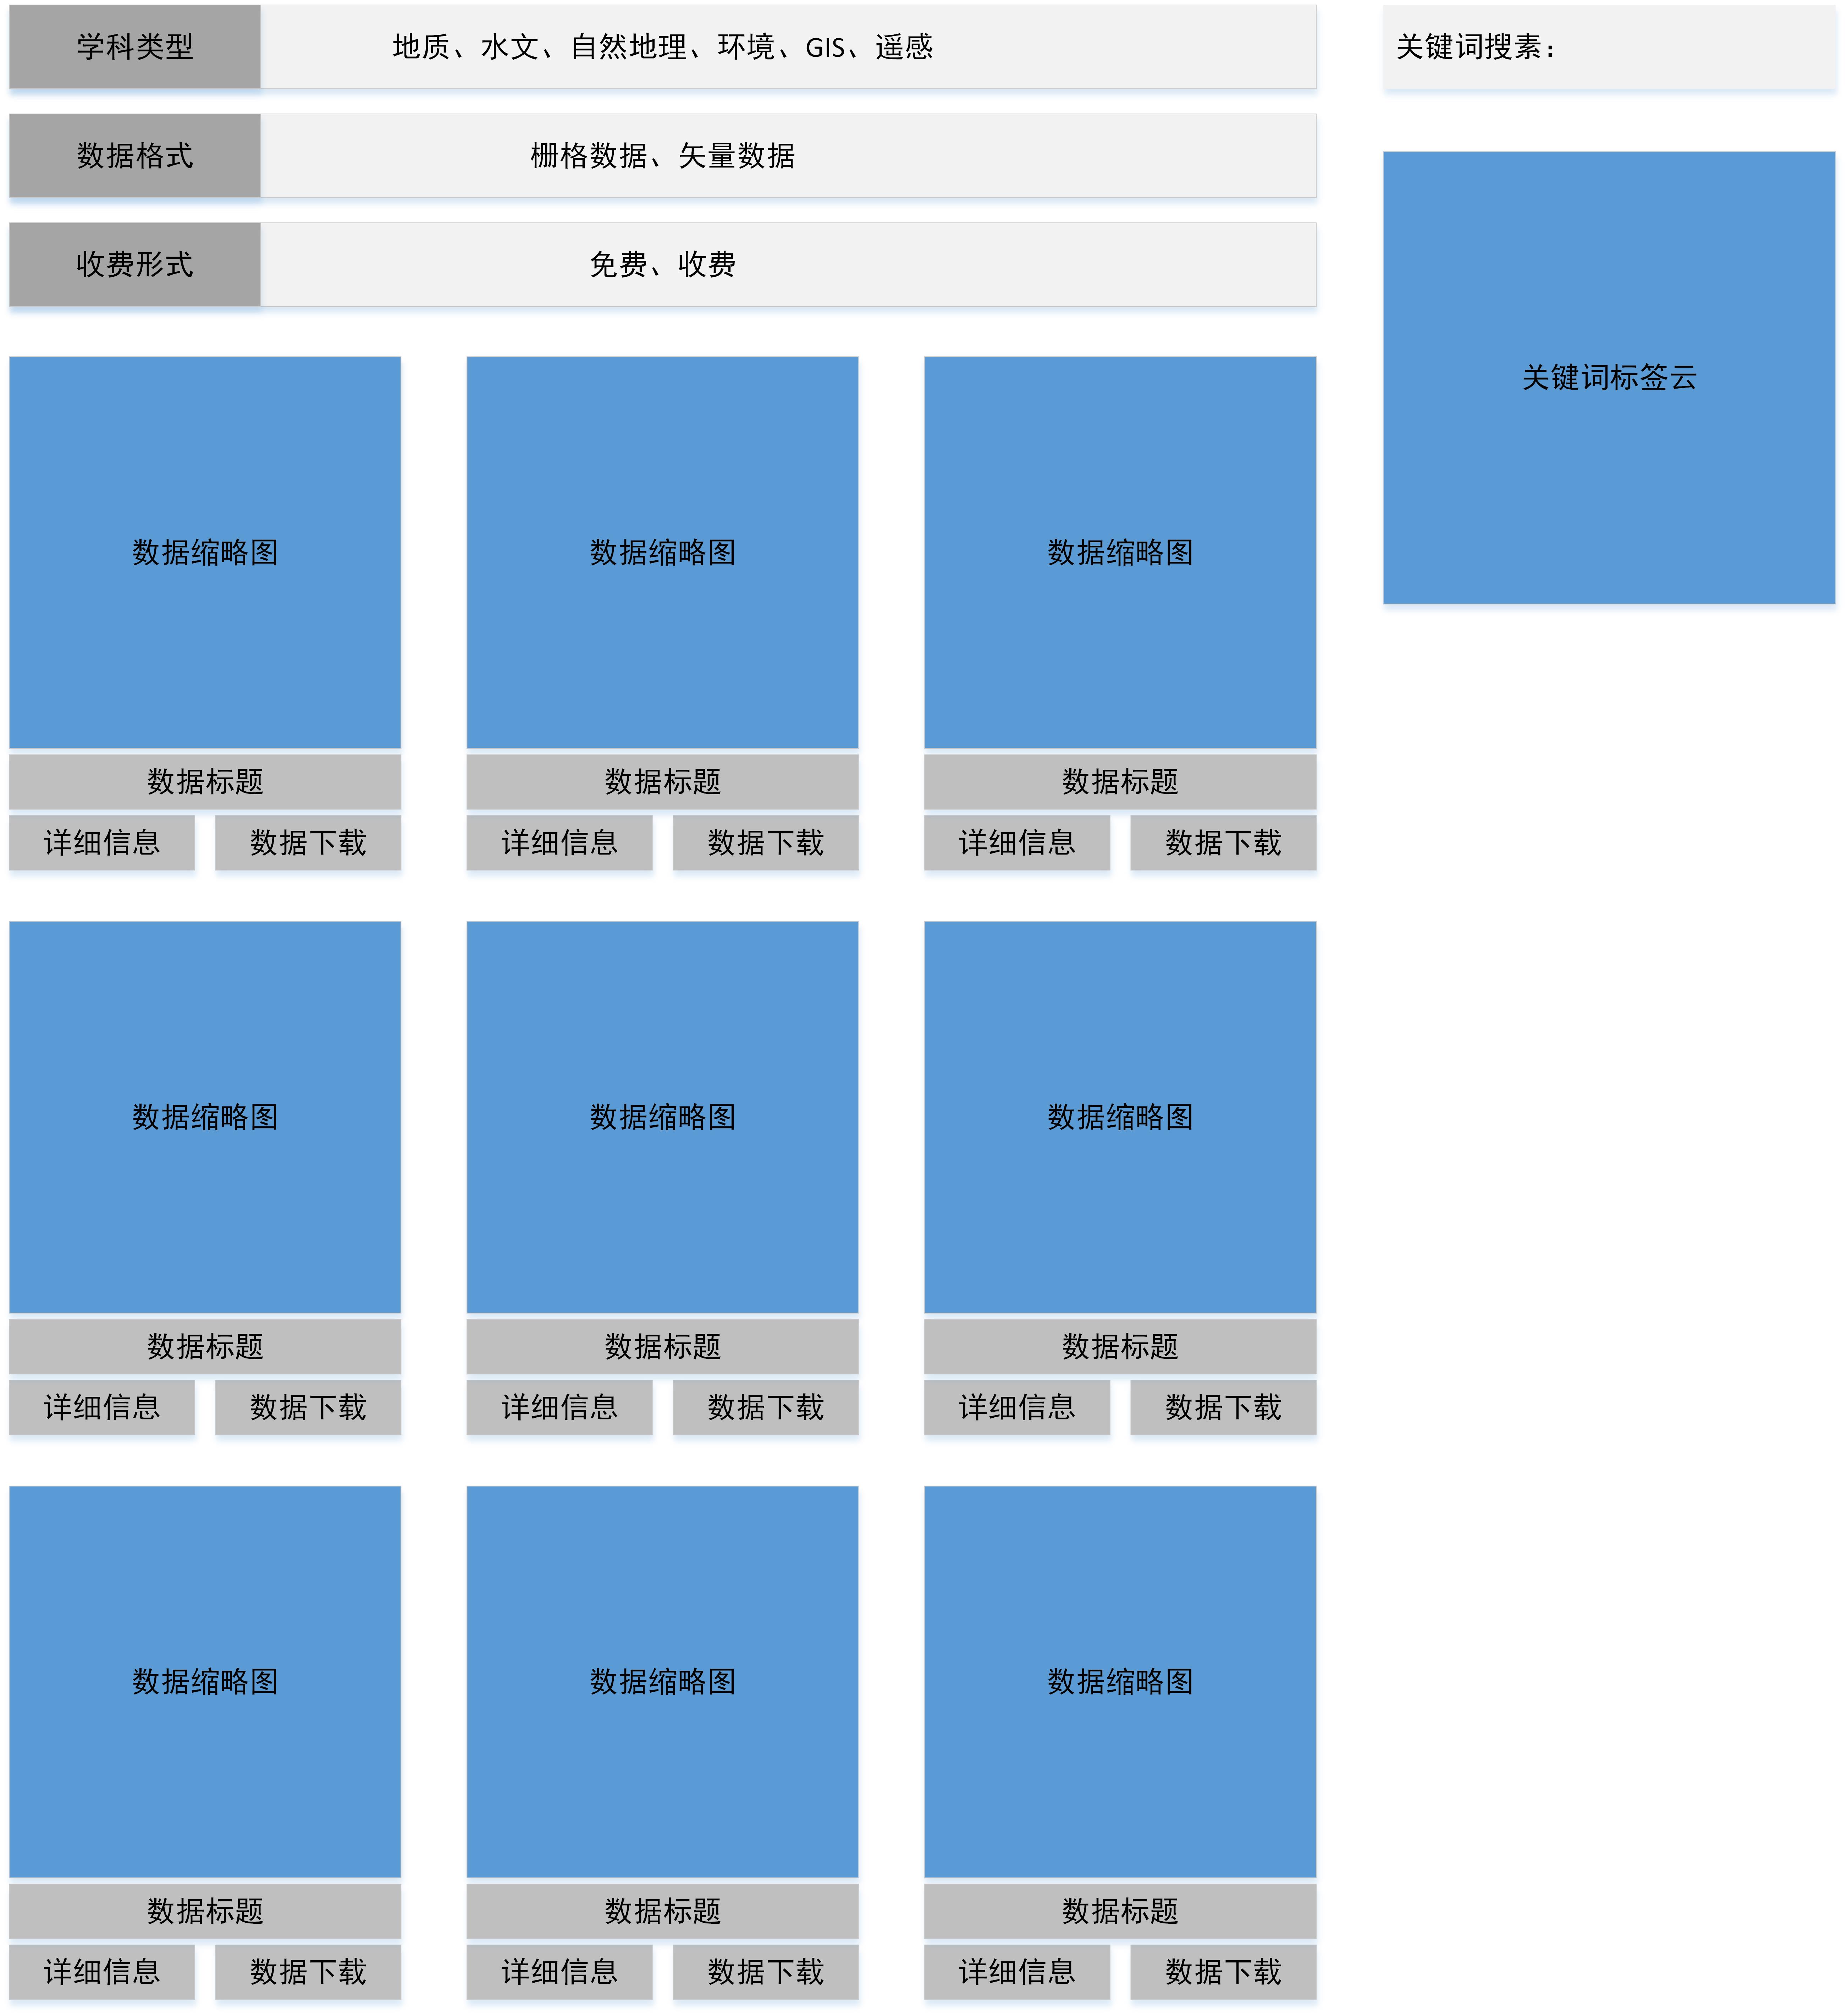 学科类型
地质、水文、自然地理、环境、GIS、遥感
关键词搜素：
数据格式
栅格数据、矢量数据
收费形式
免费、收费
关键词标签云
数据缩略图
数据缩略图
数据缩略图
数据标题
数据标题
数据标题
详细信息
数据下载
详细信息
数据下载
详细信息
数据下载
数据缩略图
数据缩略图
数据缩略图
数据标题
数据标题
数据标题
详细信息
数据下载
详细信息
数据下载
详细信息
数据下载
数据缩略图
数据缩略图
数据缩略图
数据标题
数据标题
数据标题
详细信息
数据下载
详细信息
数据下载
详细信息
数据下载